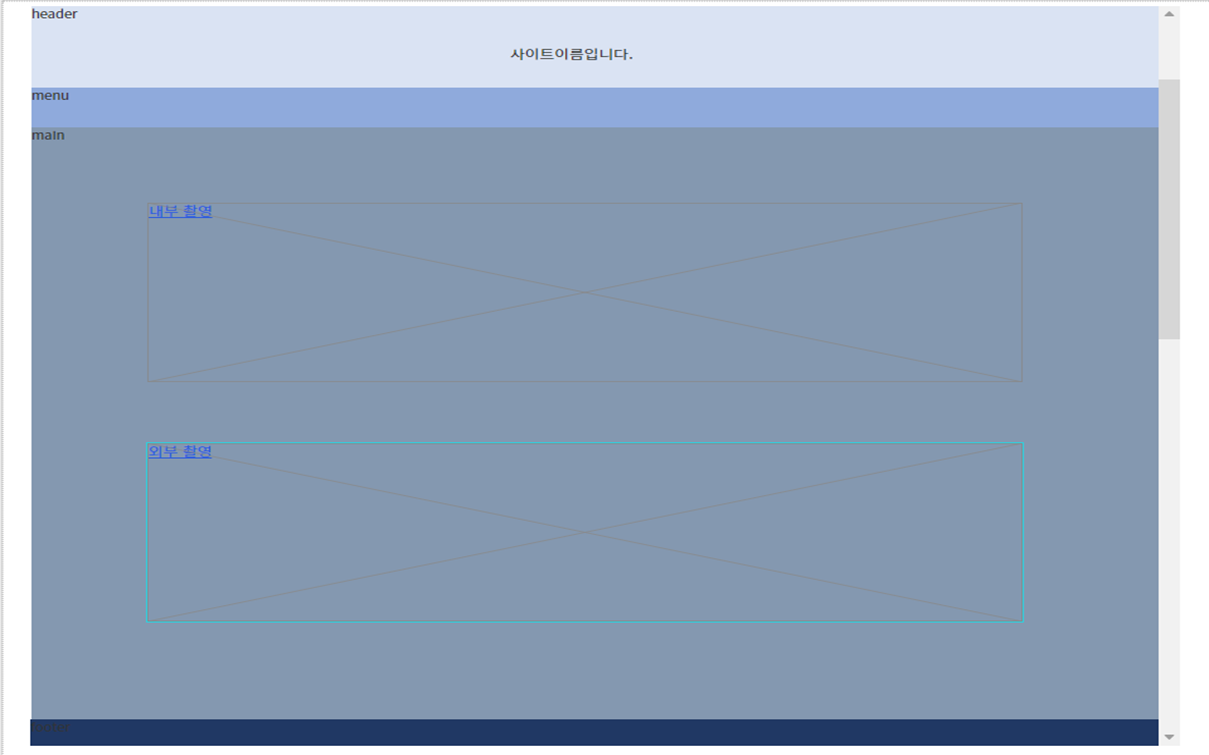 header
사이트이름입니다.
menu
main
내부 촬영
외부 촬영